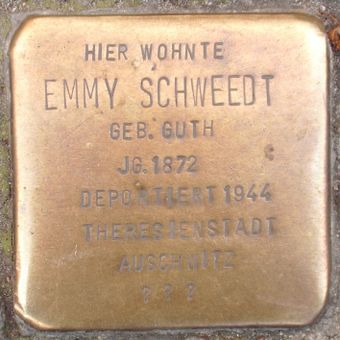 HIER WOHNTE
EMMY SCHWEEDT
GEB. GUTH
JG. 1872
DEPORTIERT 1944
THERESIENSTADT
AUSCHWITZ
? ? ?